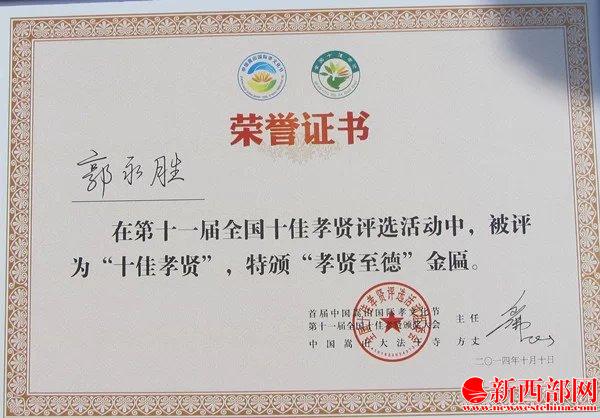 荣誉证书
郭永胜
在第十一届全国十佳孝贤评选活动中，被评
为“十佳孝贤”，特颁“孝贤至德”金匾。
首届中国嵩山国际孝文化节
第十一届全国十佳孝贤颁奖大会 主任
中国嵩山大法王寺 方丈
二〇一四年十月十日
新西部网